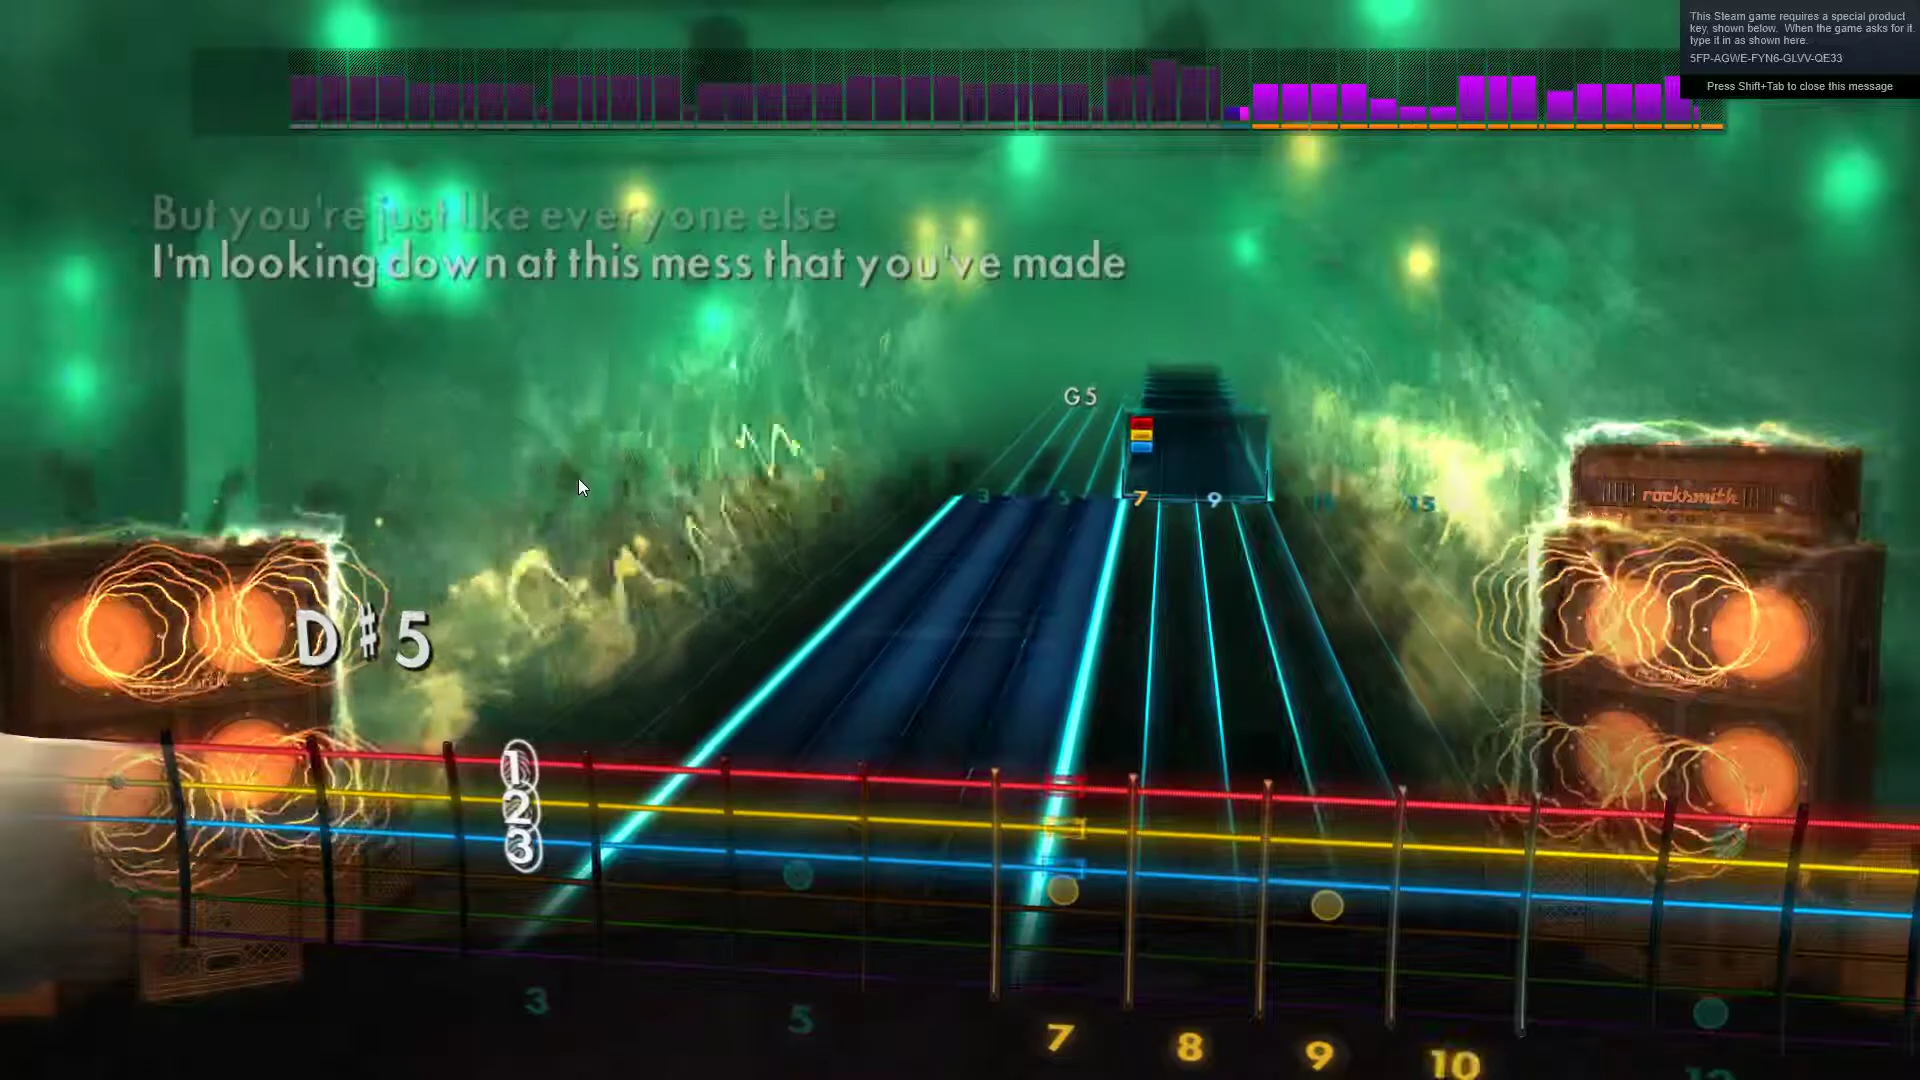 This Steam game requires a special product
key, shown below. When the game asks for it.
type it in as shown here.
5FP-AGWE-FYN6-GLVV-QE33
Press Shift+Tab to close this message
But you're just like everyone else
I'm looking down at this mess that you've made
G5
3 5 7 9 15
rocksmith
D#5
1
2
3
3 5 7 8 9 10 12